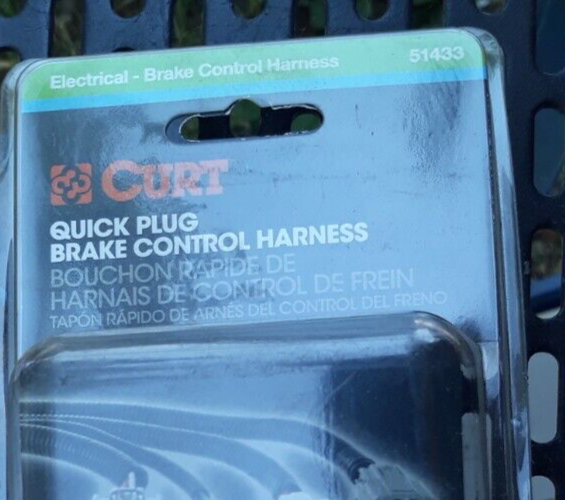 Electrical - Brake Control Harness 51433
CURT
QUICK PLUG
BRAKE CONTROL HARNESS
BOUCHON RAPIDE DE
HARNAIS DE CONTROL DE FREIN
TAPÓN RÁPIDO DE ARNÉS DEL CONTROL DEL FRENO